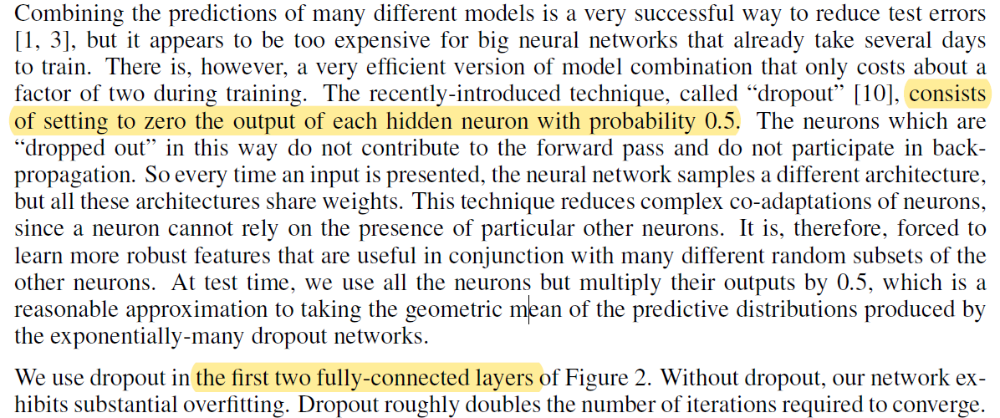 Combining the predictions of many different models is a very successful way to reduce test errors
[1, 3], but it appears to be too expensive for big neural networks that already take several days
to train. There is, however, a very efficient version of model combination that only costs about a
factor of two during training. The recently-introduced technique, called “dropout” [10], consists
of setting to zero the output of each hidden neuron with probability 0.5. The neurons which are
“dropped out” in this way do not contribute to the forward pass and do not participate in back-
propagation. So every time an input is presented, the neural network samples a different architecture,
but all these architectures share weights. This technique reduces complex co-adaptations of neurons,
since a neuron cannot rely on the presence of particular other neurons. It is, therefore, forced to
learn more robust features that are useful in conjunction with many different random subsets of the
other neurons. At test time, we use all the neurons but multiply their outputs by 0.5, which is a
reasonable approximation to taking the geometric mean of the predictive distributions produced by
the exponentially-many dropout networks.
We use dropout in the first two fully-connected layers of Figure 2. Without dropout, our network ex-
hibits substantial overfitting. Dropout roughly doubles the number of iterations required to converge.